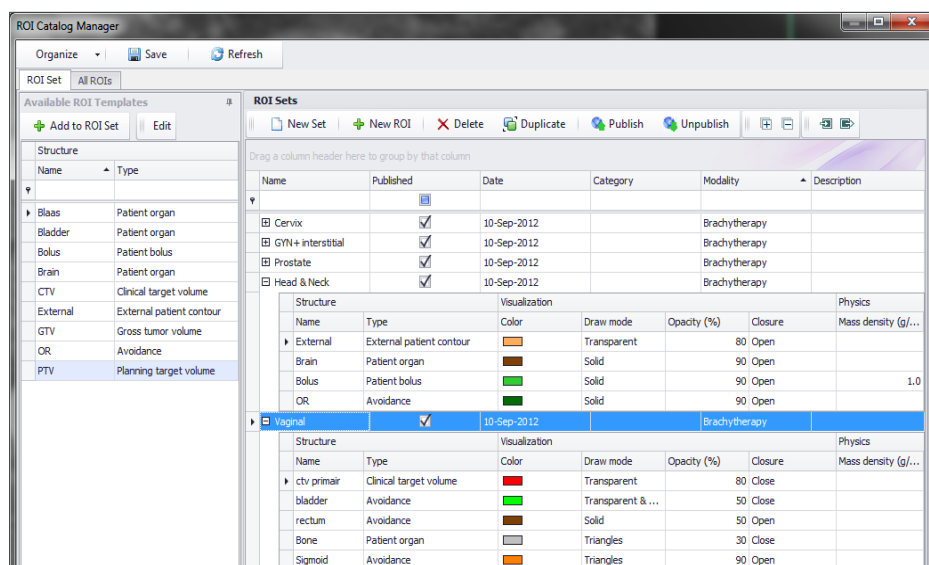 ROI Catalog Manager
Organize Save Refresh
ROI Set All ROIs
Available ROI Templates
Add to ROI Set Edit
Structure
Name Type
Blaas Patient organ
Bladder Patient organ
Bolus Patient bolus
Brain Patient organ
CTV Clinical target volume
External External patient contour
GTV Gross tumor volume
OR Avoidance
PTV Planning target volume
ROI Sets
New Set New ROI Delete Duplicate Publish Unpublish
Drag a column header here to group by that column
Name Published Date Category Modality Description
Cervix 10-Sep-2012 Brachytherapy
GYN+interstitial 10-Sep-2012 Brachytherapy
Prostate 10-Sep-2012 Brachytherapy
Head & Neck 10-Sep-2012 Brachytherapy
Structure Visualization Physics
Name Type Color Draw mode Opacity (%) Closure Mass density (g/...
External External patient contour Transparent 80 Open
Brain Patient organ Solid 90 Open
Bolus Patient bolus Solid 90 Open 1.0
OR Avoidance Solid 90 Open
Vaginal 10-Sep-2012 Brachytherapy
Structure Visualization Physics
Name Type Color Draw mode Opacity (%) Closure Mass density (g/...
ctv primair Clinical target volume Transparent 80 Close
bladder Avoidance Transparent & ... 50 Close
rectum Avoidance Solid 50 Open
Bone Patient organ Triangles 30 Close
Sigmoid Avoidance Triangles 90 Open